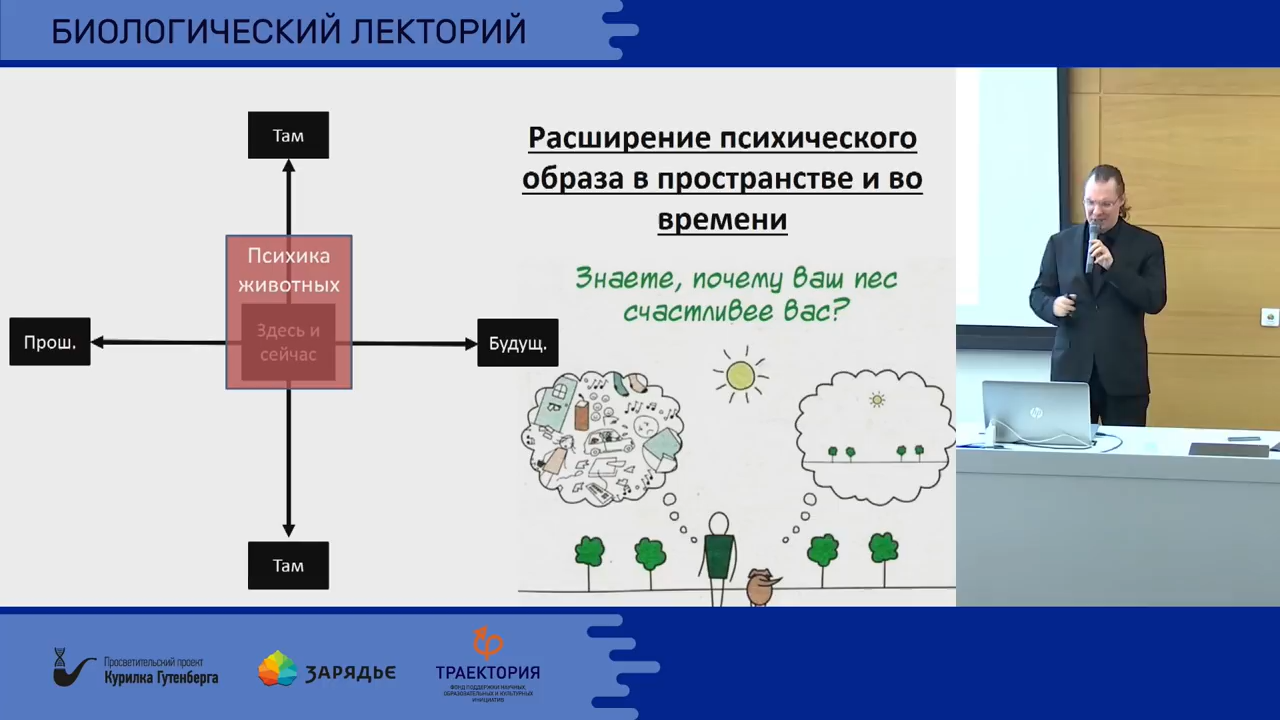 БИОЛОГИЧЕСКИЙ ЛЕКТОРИЙ
Там
Психика
животных
Здесь и
сейчас
Прош.
Будущ.
Там
Расширение психического
образа в пространстве и во
времени
Знаете, почему ваш пес
счастливее вас?
hp
Просветительский проект
Курилка Гутенберга
ЗАРЯДЬЕ
ТРАЕКТОРИЯ
ФОНД ПОДДЕРЖКИ НАУЧНЫХ,
ОБРАЗОВАТЕЛЬНЫХ И КУЛЬТУРНЫХ
ИНИЦИАТИВ